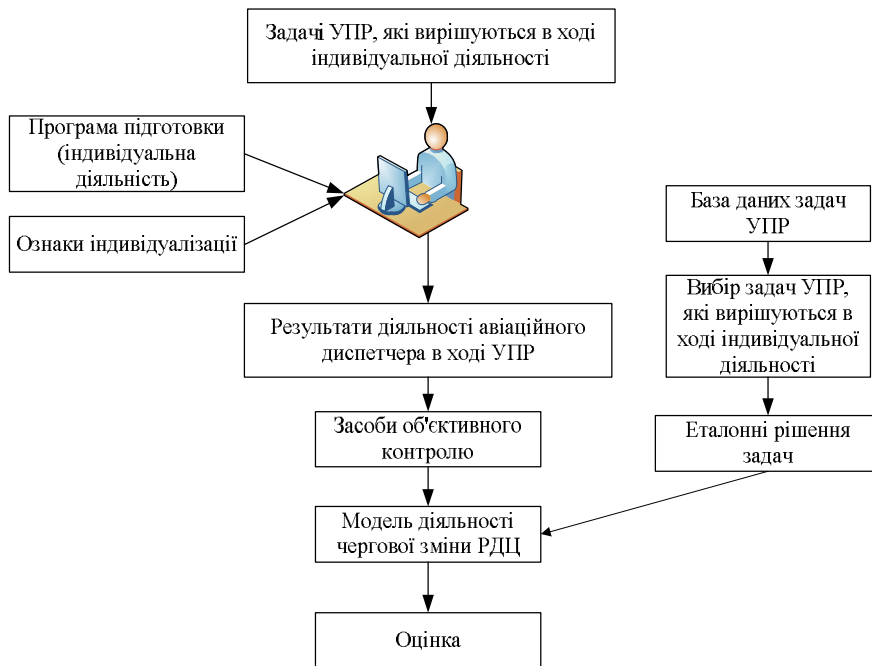 Задачі УПР, які вирішуються в ході
індивідуальної діяльності
Програма підготовки
(індивідуальна
діяльність)
Ознаки індивідуалізації
База даних задач
УПР
Вибір задач УПР,
які вирішуються в
ході індивідуальної
діяльності
Результати діяльності авіаційного
диспетчера в ході УПР
Засоби об'єктивного
контролю
Еталонні рішення
задач
Модель діяльності
чергової зміни РДЦ
Оцінка